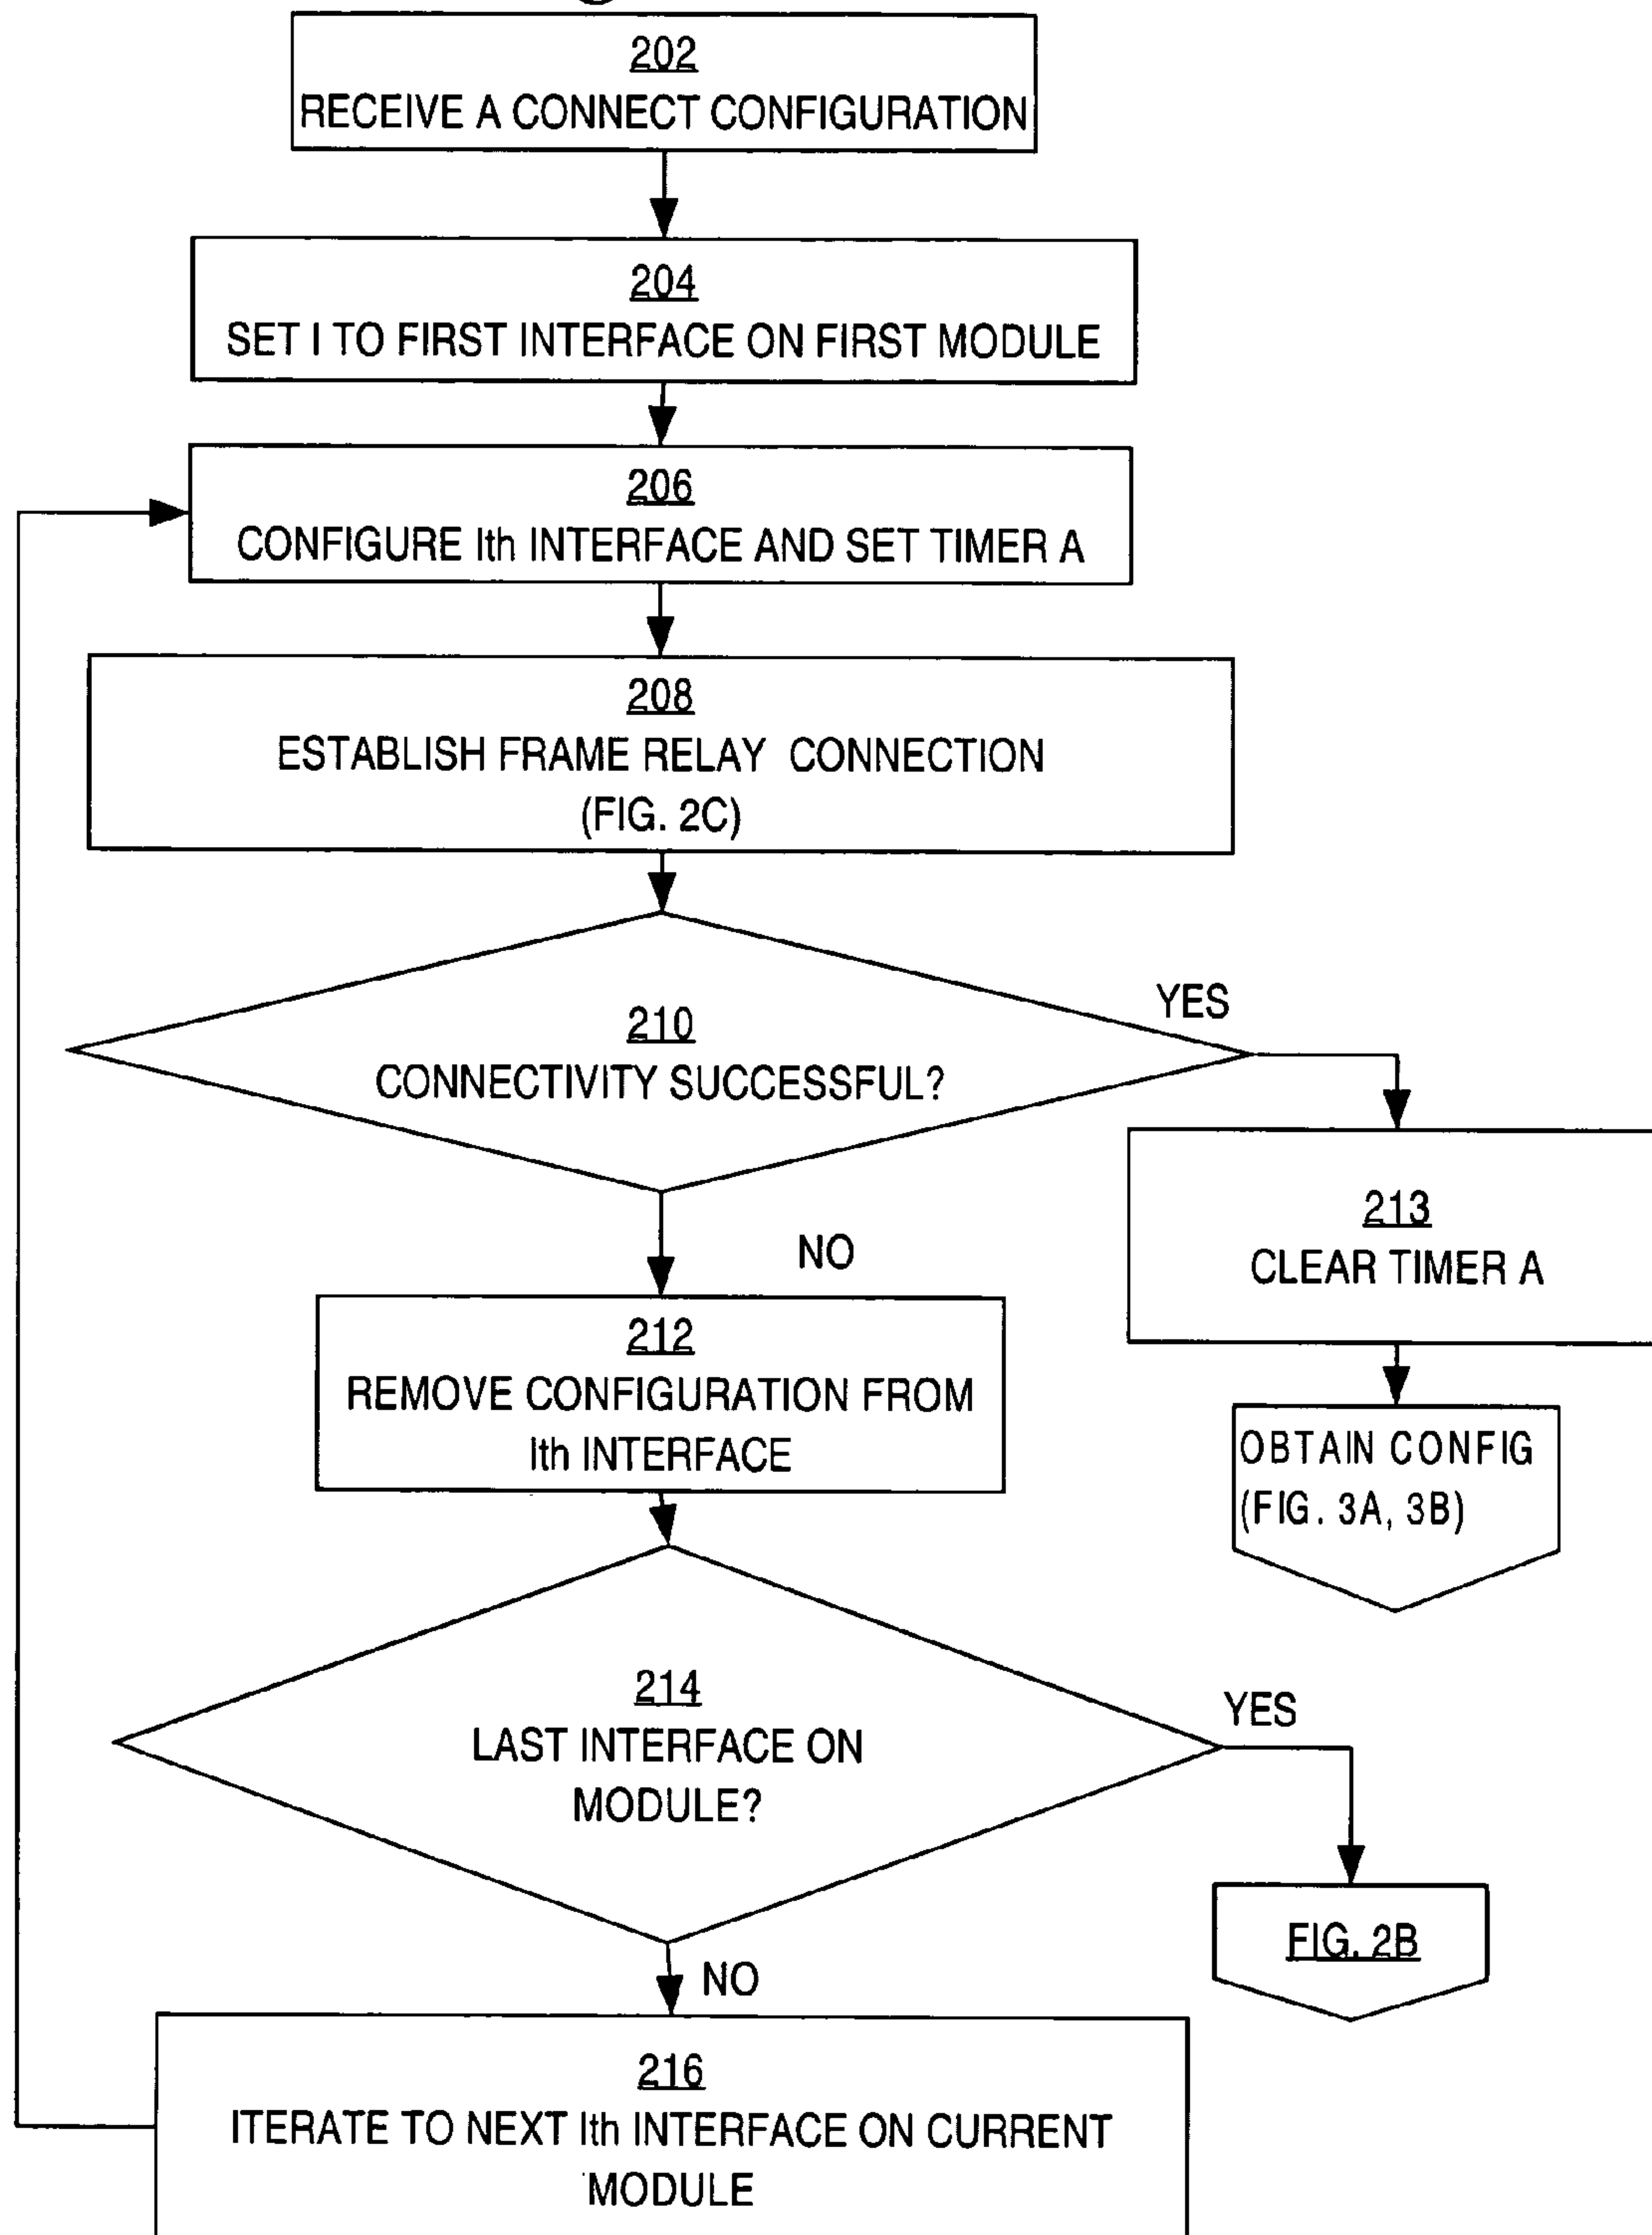 202
RECEIVE A CONNECT CONFIGURATION
204
SET I TO FIRST INTERFACE ON FIRST MODULE
206
CONFIGURE Ith INTERFACE AND SET TIMER A
208
ESTABLISH FRAME RELAY CONNECTION
(FIG. 2C)
210
CONNECTIVITY SUCCESSFUL?
YES
213
CLEAR TIMER A
NO
212
REMOVE CONFIGURATION FROM
Ith INTERFACE
OBTAIN CONFIG
(FIG. 3A, 3B)
214
LAST INTERFACE ON
MODULE?
YES
FIG. 2B
NO
216
ITERATE TO NEXT Ith INTERFACE ON CURRENT
MODULE